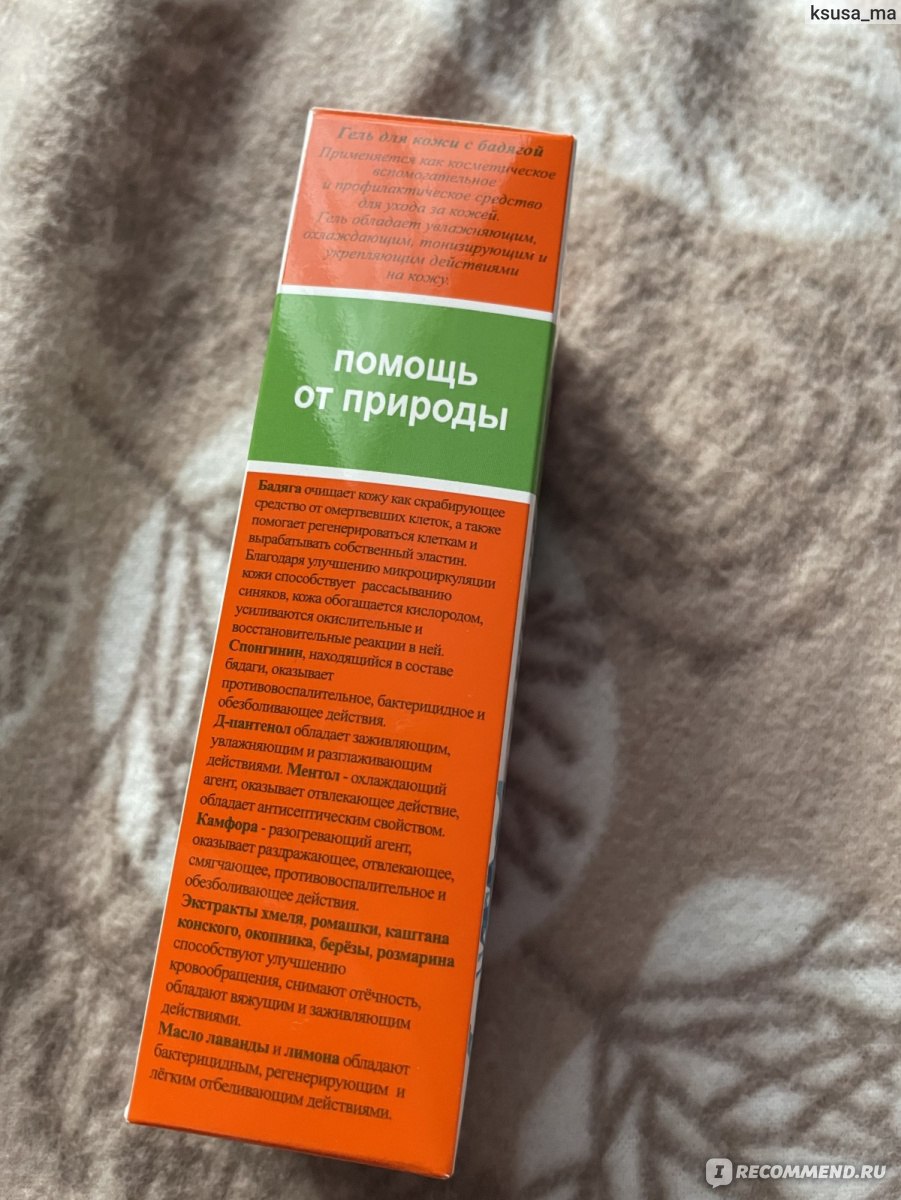 ksusa_ma
Гель для кожи с бадягой
Применяется как косметическое
вспомогательное
и профилактическое средство
для ухода за кожей.
Гель обладает увлажняющим,
охлаждающим, тонизирующим и
укрепляющим действиями
на кожу.
помощь
от природы
Бадяга очищает кожу как скрабирующее
средство от омертвевших клеток, а также
помогает регенерироваться клеткам и
вырабатывать собственный эластин.
Благодаря улучшению микроциркуляции
кожи способствует рассасыванию
синяков, кожа обогащается кислородом,
усиливаются окислительные и
восстановительные реакции в ней.
Спонгинин, находящийся в составе
бядаги, оказывает
противовоспалительное, бактерицидное и
обезболивающее действия.
Д-пантенол обладает заживляющим,
увлажняющим и разглаживающим
действиями. Ментол - охлаждающий
агент, оказывает отвлекающее действие,
обладает антисептическим свойством.
Камфора - разогревающий агент,
оказывает раздражающее, отвлекающее,
смягчающее, противовоспалительное и
обезболивающее действия.
Экстракты хмеля, ромашки, каштана
конского, окопника, берёзы, розмарина
способствуют улучшению
кровообращения, снимают отёчность,
обладают вяжущим и заживляющим
действиями.
Масло лаванды и лимона обладают
бактерицидным, регенерирующим и
лёгким отбеливающим действиями.
IRECOMMEND.RU